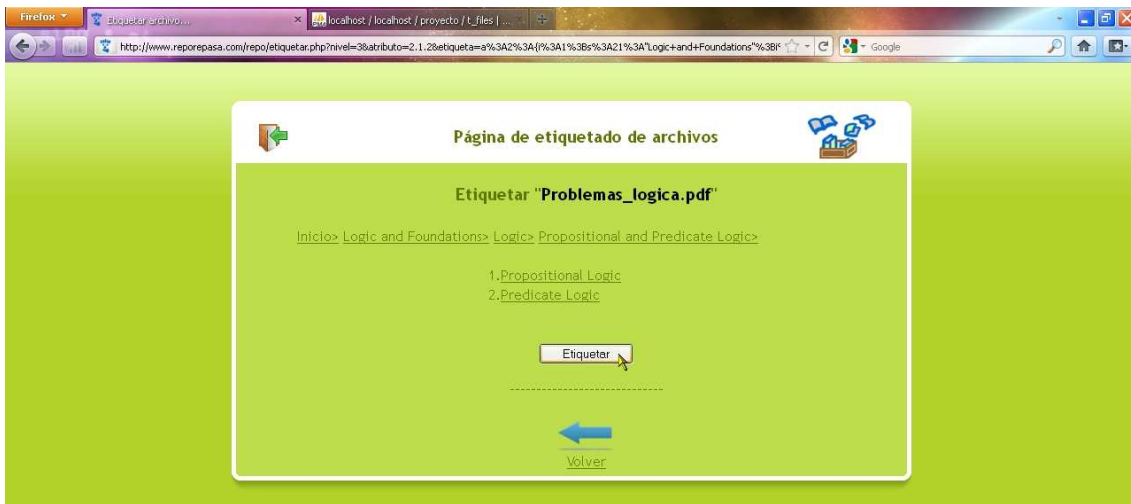 Firefox
Etiquetar archivo...
localhost / localhost / proyecto / t_files | ...
http://www.reporepasa.com/repo/etiquetar.php?nivel=3&atributo=2.1.2&etiqueta=a%3A2%3A{i%3A1%3Bs%3A21%3A"Logic+and+Foundations"%3Bi%
Google
Página de etiquetado de archivos
Etiquetar "Problemas_logica.pdf"
Inicio> Logic and Foundations> Logic> Propositional and Predicate Logic>
1.Propositional Logic
2.Predicate Logic
Etiquetar
----------------------------
Volver